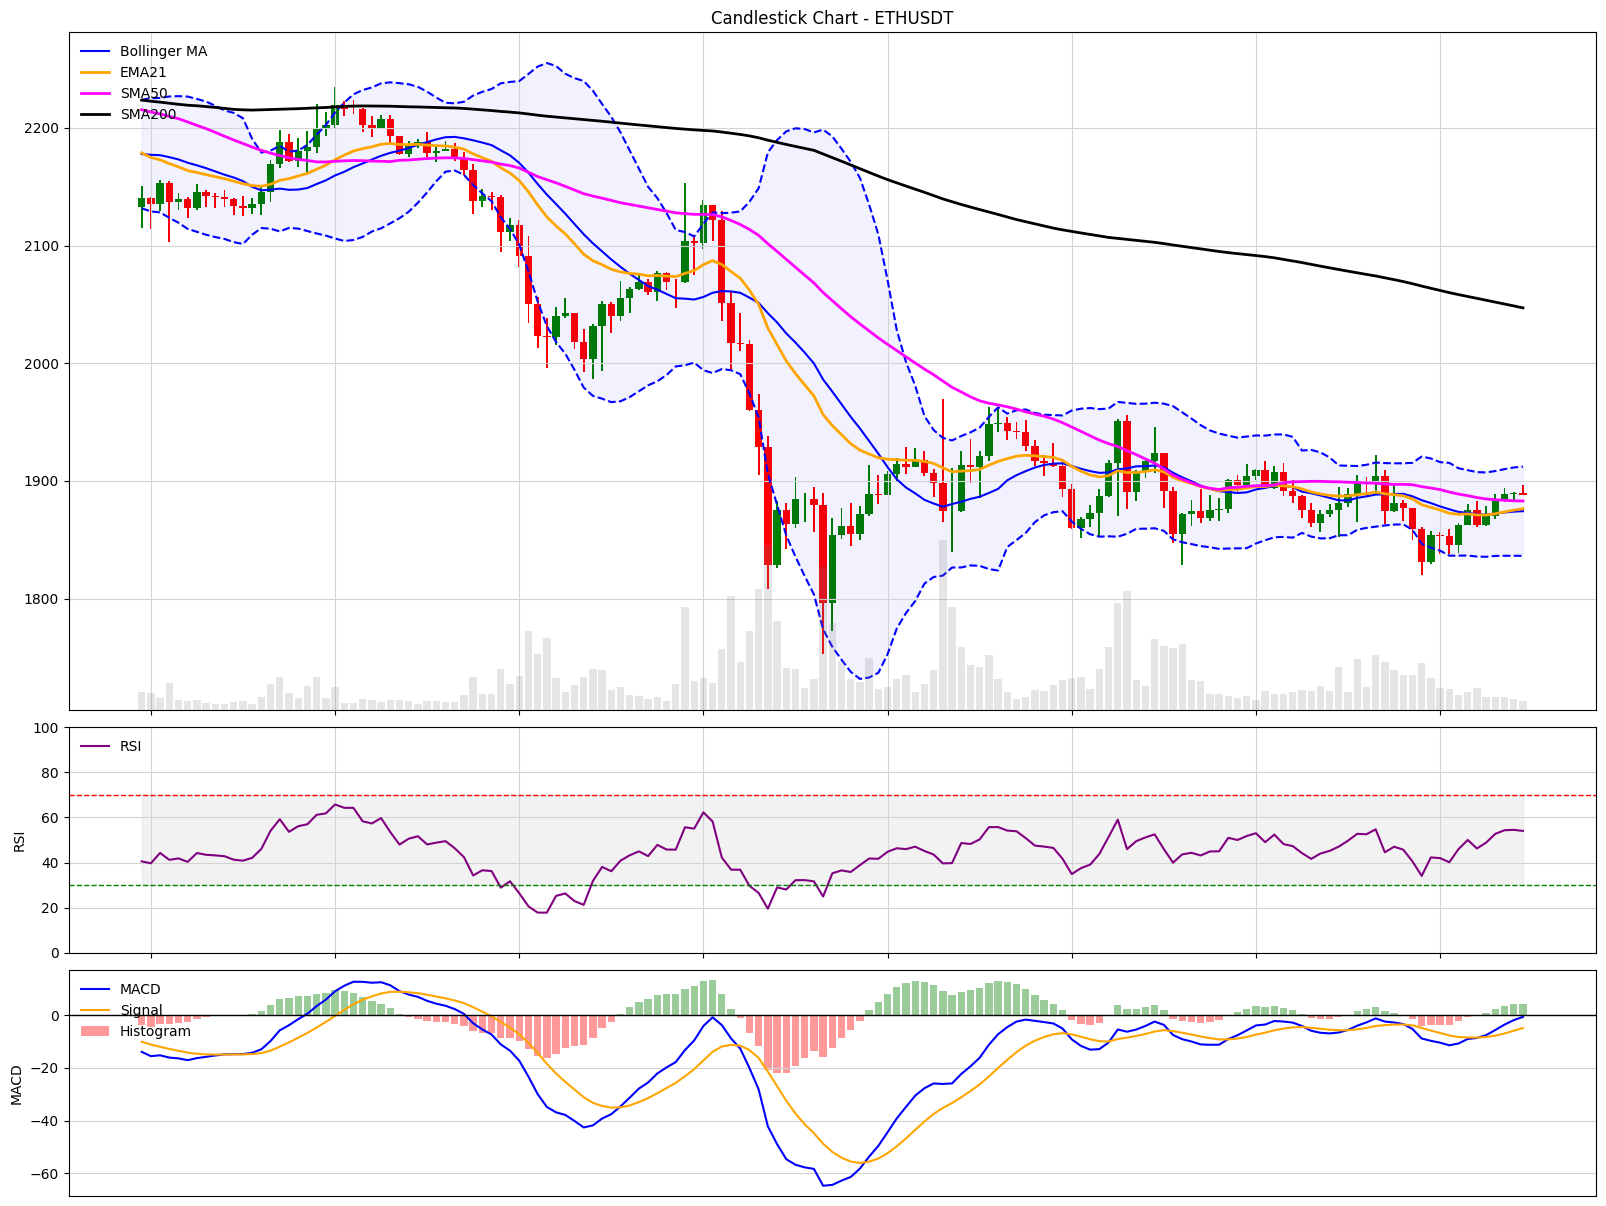 Candlestick Chart - ETHUSDT
Bollinger MA
EMA21
SMA50
SMA200
2200
2100
2000
1900
1800
RSI
100
80
60
40
20
0
RSI
MACD
Signal
Histogram
0
−20
−40
−60
MACD